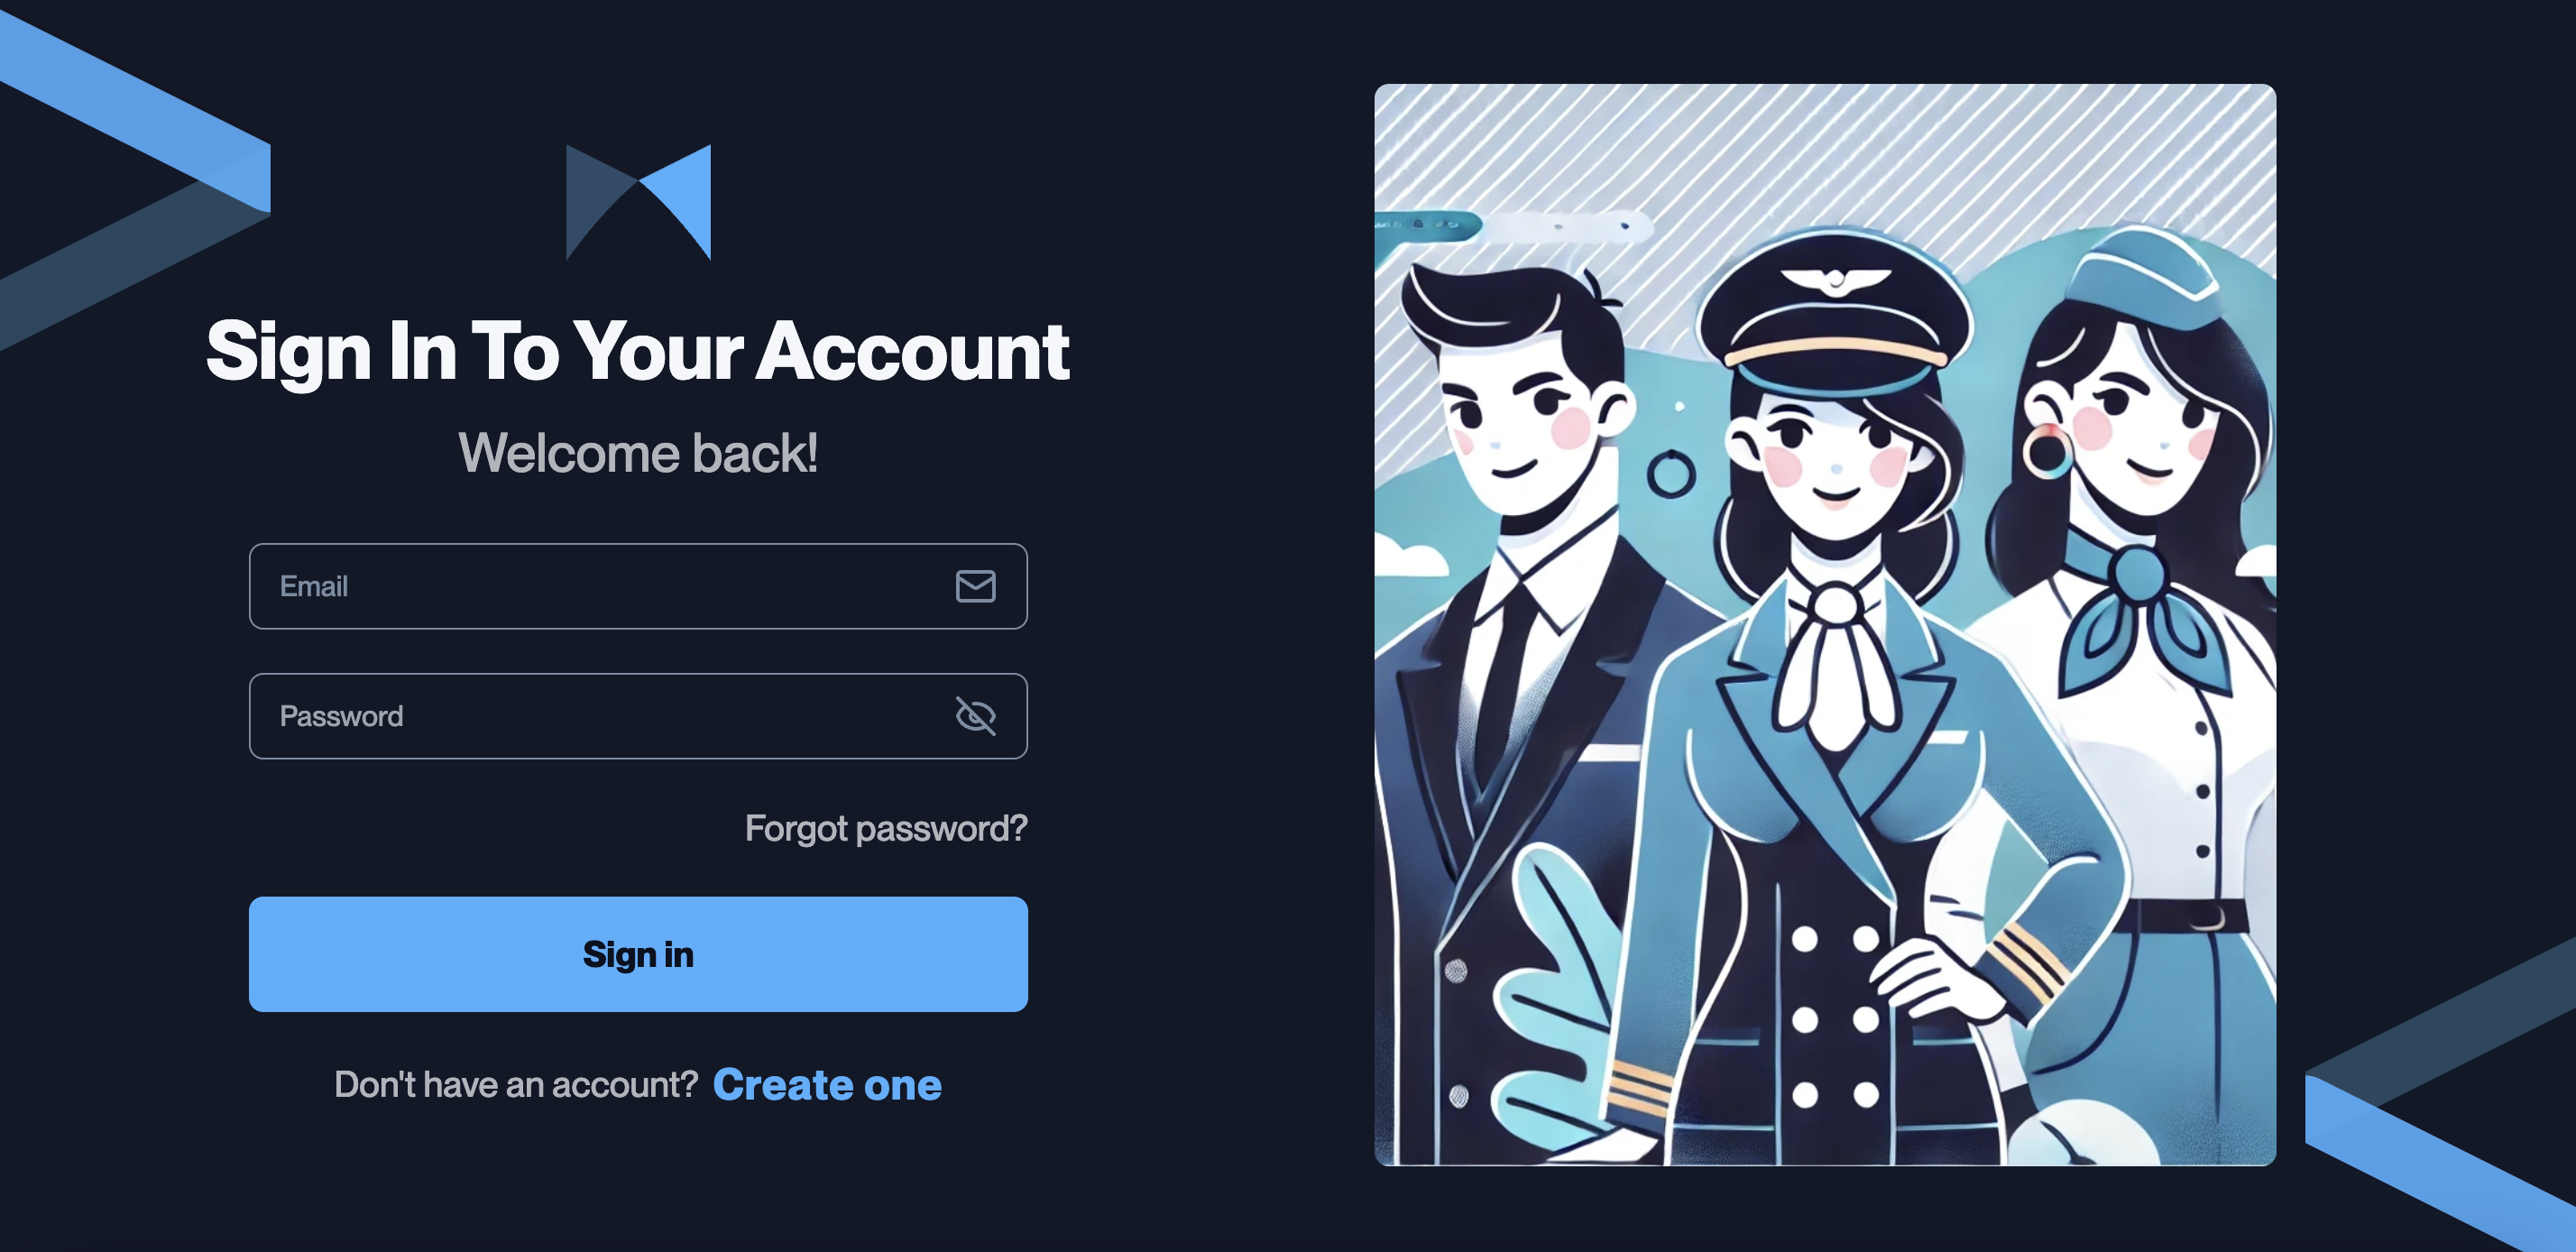 Sign In To Your Account
Welcome back!
Email
Password
Forgot password?
Sign in
Don't have an account? Create one